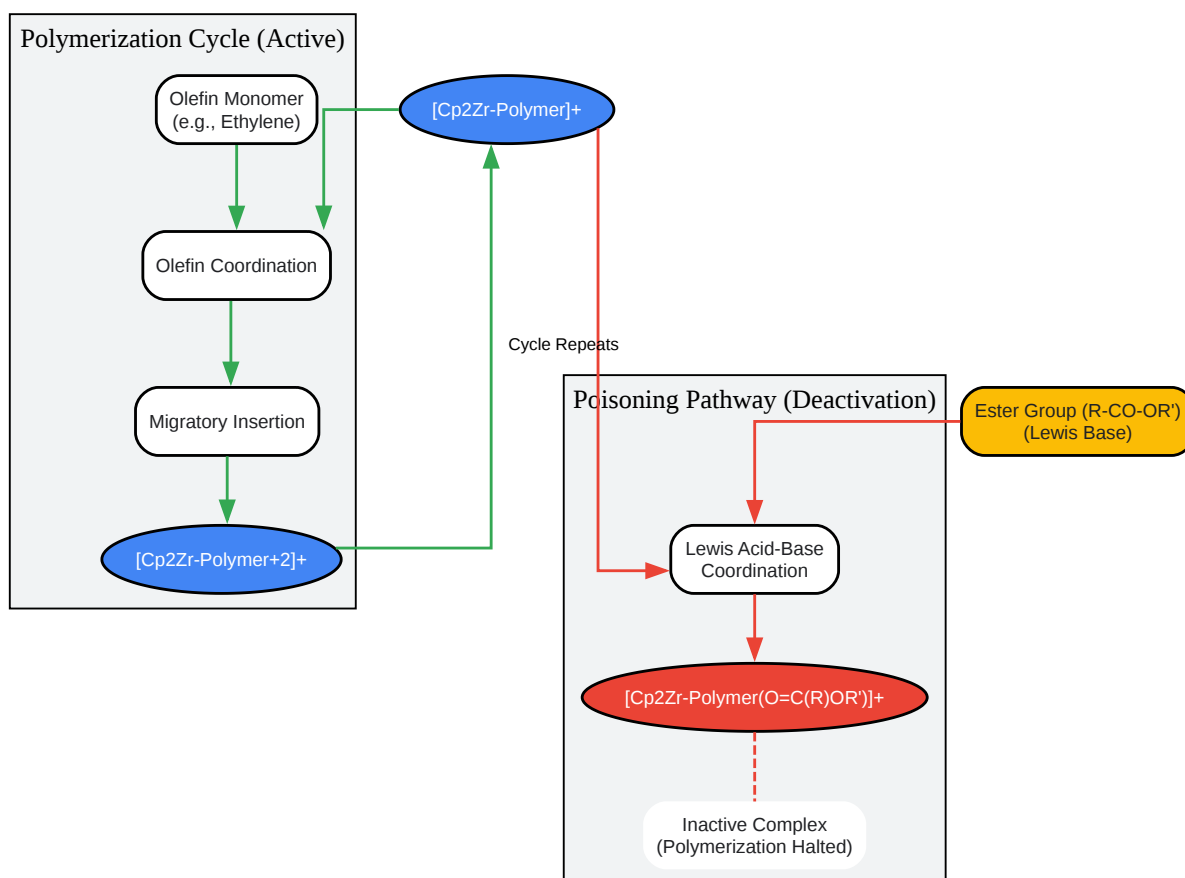 Polymerization Cycle (Active)
Olefin Monomer
(e.g., Ethylene)
[Cp2Zr-Polymer]+
Olefin Coordination
Cycle Repeats
Migratory Insertion
Poisoning Pathway (Deactivation)
Ester Group (R-CO-OR')
(Lewis Base)
[Cp2Zr-Polymer+2]+
Lewis Acid-Base
Coordination
[Cp2Zr-Polymer(O=C(R)OR')]+
Inactive Complex
(Polymerization Halted)